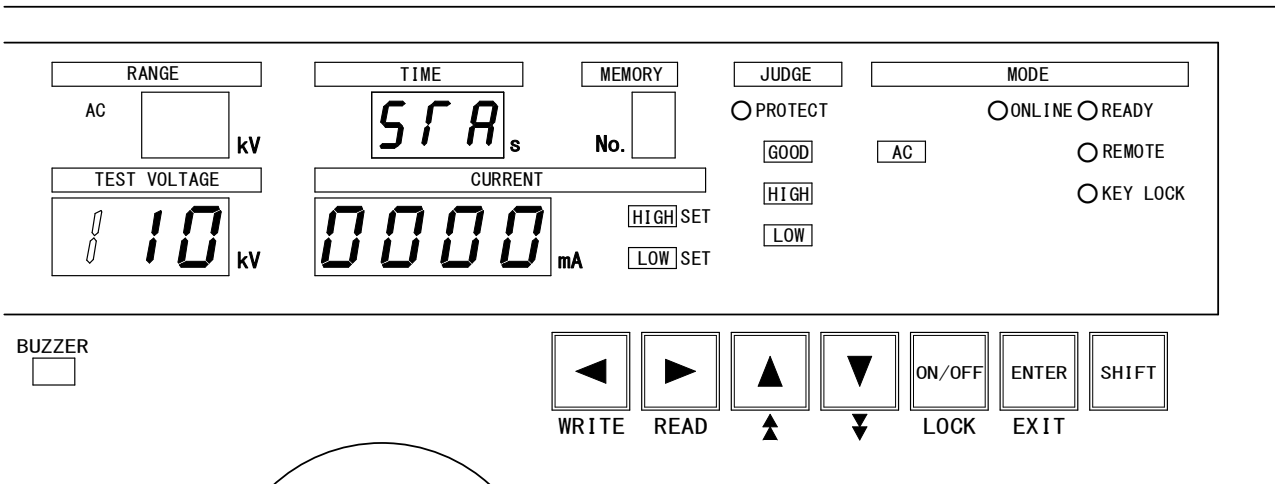 RANGE TIME MEMORY JUDGE MODE
AC kV STA s No. PROTECT ONLINE READY
GOOD AC REMOTE
TEST VOLTAGE CURRENT HIGH KEY LOCK
10 kV 0000 mA HIGH SET LOW
LOW SET
BUZZER
ON/OFF ENTER SHIFT
WRITE READ LOCK EXIT